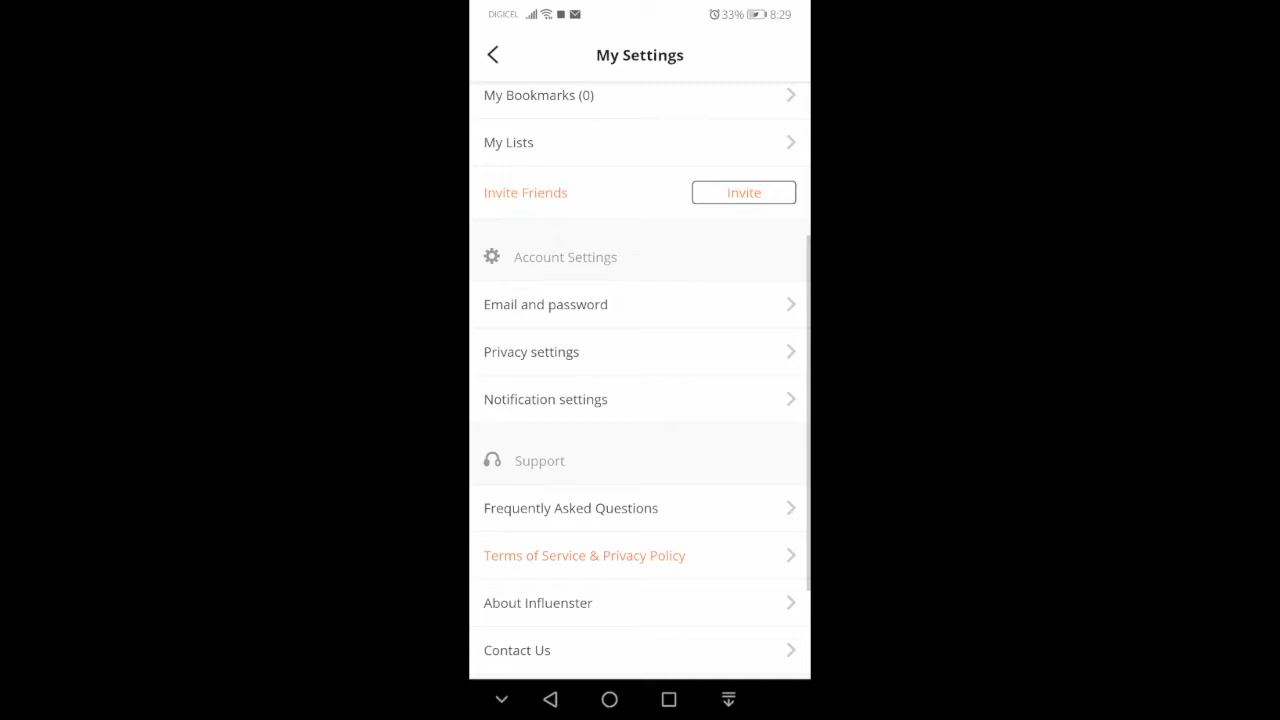 DIGICEL 33% 8:29
My Settings
My Bookmarks (0)
My Lists
Invite Friends Invite
Account Settings
Email and password
Privacy settings
Notification settings
Support
Frequently Asked Questions
Terms of Service & Privacy Policy
About Influenster
Contact Us